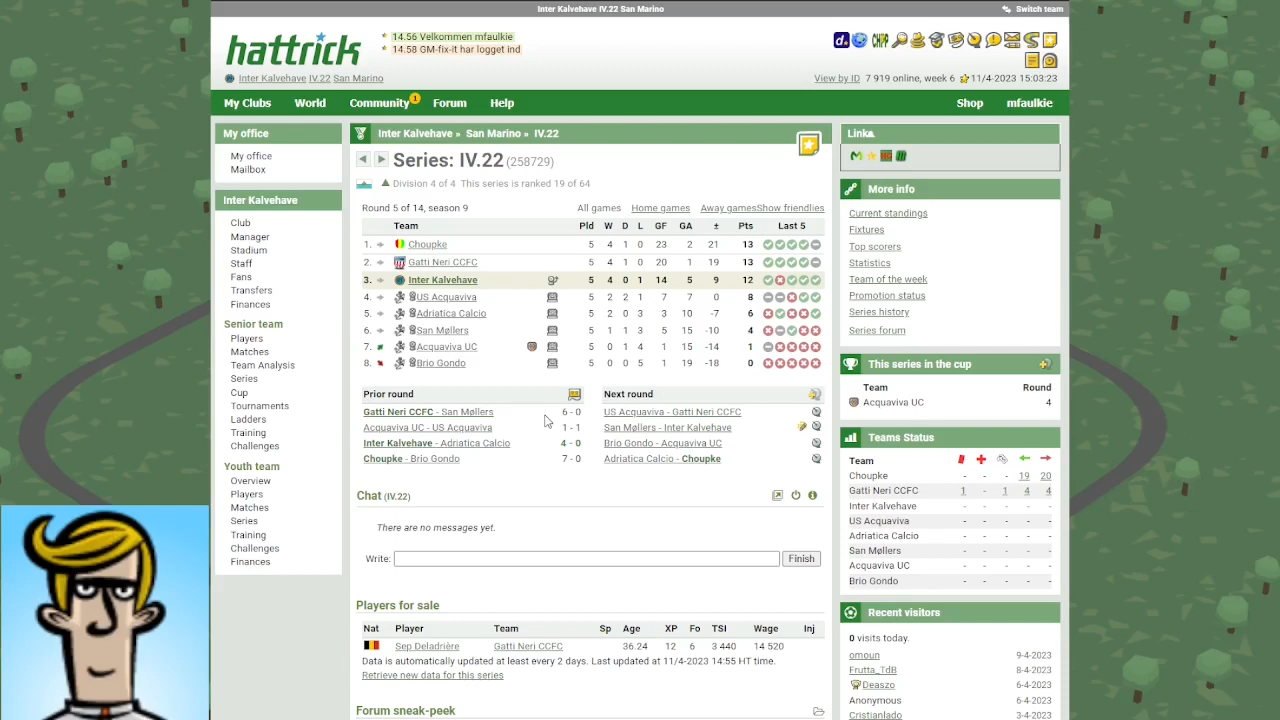 Inter Kalvehave IV.22 San Marino
Switch team
hattrick
14.56 Velkommen mfaulkie
14.58 GM-fix-it har logget ind
CHPP
Inter Kalvehave IV.22 San Marino
View by ID 7 919 online, week 6 11/4-2023 15:03:23
My Clubs World Community 1 Forum Help Shop mfaulkie
My office
My office
Mailbox
Inter Kalvehave
Club
Manager
Stadium
Staff
Fans
Transfers
Finances
Senior team
Players
Matches
Team Analysis
Series
Cup
Tournaments
Ladders
Training
Challenges
Youth team
Overview
Players
Matches
Series
Training
Challenges
Finances
Inter Kalvehave » San Marino » IV.22
Series: IV.22 (258729)
Division 4 of 4 This series is ranked 19 of 64
Round 5 of 14, season 9 All games Home games Away games Show friendlies
Team Pld W D L GF GA ± Pts Last 5
1. Choupke 5 4 1 0 23 2 21 13
2. Gatti Neri CCFC 5 4 1 0 20 1 19 13
3. Inter Kalvehave 5 4 0 1 14 5 9 12
4. US Acquaviva 5 2 2 1 7 7 0 8
5. Adriatica Calcio 5 2 0 3 3 10 -7 6
6. San Møllers 5 1 1 3 5 15 -10 4
7. Acquaviva UC 5 0 1 4 1 15 -14 1
8. Brio Gondo 5 0 0 5 1 19 -18 0
Prior round
Gatti Neri CCFC - San Møllers 6 - 0
Acquaviva UC - US Acquaviva 1 - 1
Inter Kalvehave - Adriatica Calcio 4 - 0
Choupke - Brio Gondo 7 - 0
Next round
US Acquaviva - Gatti Neri CCFC
San Møllers - Inter Kalvehave
Brio Gondo - Acquaviva UC
Adriatica Calcio - Choupke
Chat (IV.22)
There are no messages yet.
Write: Finish
Players for sale
Nat Player Team Sp Age XP Fo TSI Wage Inj
Sep Deladrière Gatti Neri CCFC 36.24 12 6 3 440 14 520
Data is automatically updated at least every 2 days. Last updated at 11/4-2023 14:55 HT time.
Retrieve new data for this series
Forum sneak-peek
Link
More info
Current standings
Fixtures
Top scorers
Statistics
Team of the week
Promotion status
Series history
Series forum
This series in the cup
Team Round
Acquaviva UC 4
Teams Status
Team
Choupke - - - 19 20
Gatti Neri CCFC 1 - 1 4 4
Inter Kalvehave - - - - -
US Acquaviva - - - - -
Adriatica Calcio - - - - -
San Møllers - - - - -
Acquaviva UC - - - - -
Brio Gondo - - - - -
Recent visitors
0 visits today.
omoun 9-4-2023
Frutta_TdB 8-4-2023
Deaszo 6-4-2023
Anonymous 6-4-2023
Cristianlado 3-4-2023